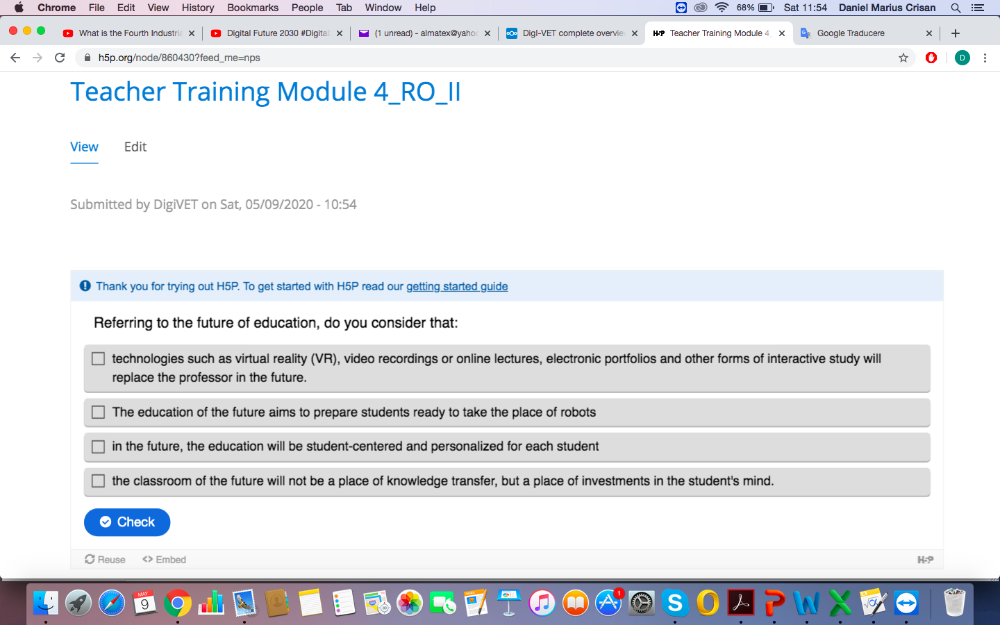 Chrome File Edit View History Bookmarks People Tab Window Help 68% Sat 11:54 Daniel Marius Crisan
What is the Fourth Industria Digital Future 2030 #Digital (1 unread) - almatex@yahoo DigI-VET complete overview Teacher Training Module 4_ Google Traducere
h5p.org/node/860430?feed_me=nps D
Teacher Training Module 4_RO_II
View Edit
Submitted by DigiVET on Sat, 05/09/2020 - 10:54
Thank you for trying out H5P. To get started with H5P read our getting started guide
Referring to the future of education, do you consider that:
technologies such as virtual reality (VR), video recordings or online lectures, electronic portfolios and other forms of interactive study will
replace the professor in the future.
The education of the future aims to prepare students ready to take the place of robots
in the future, the education will be student-centered and personalized for each student
the classroom of the future will not be a place of knowledge transfer, but a place of investments in the student's mind.
Check
Reuse <> Embed H5P
MAY
9
1